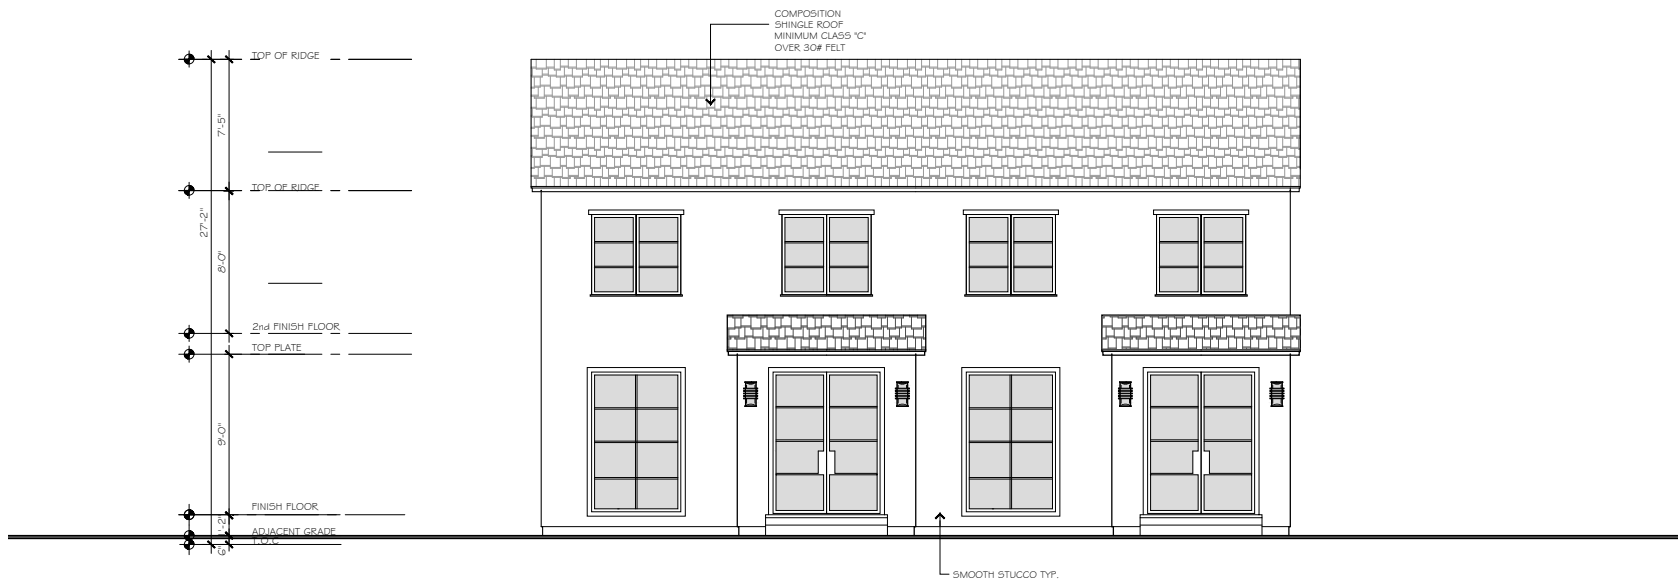 COMPOSITION
SHINGLE ROOF
MINIMUM CLASS "C"
OVER 30# FELT
TOP OF RIDGE
7'-5"
TOP OF RIDGE
27'-2"
8'-0"
2nd FINISH FLOOR
TOP PLATE
9'-0"
FINISH FLOOR
1'-2"
ADJACENT GRADE
T.O.C
6"
SMOOTH STUCCO TYP.